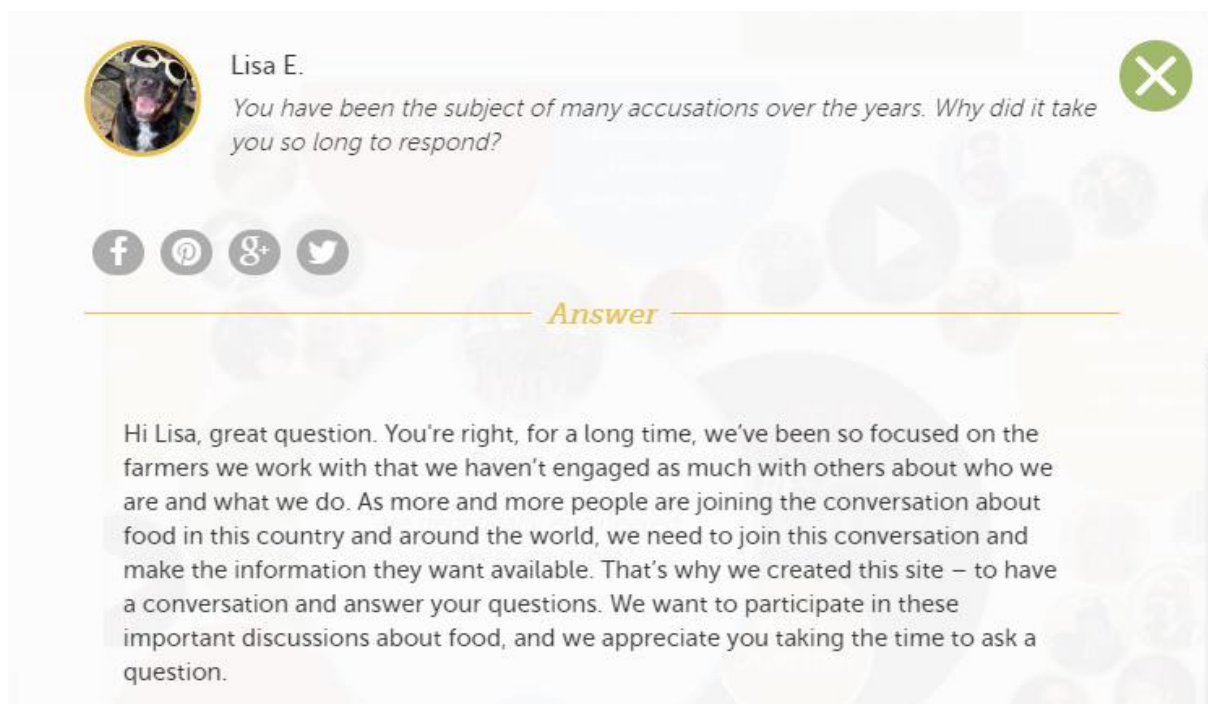 Lisa E.
You have been the subject of many accusations over the years. Why did it take
you so long to respond?
Answer
Hi Lisa, great question. You're right, for a long time, we've been so focused on the
farmers we work with that we haven't engaged as much with others about who we
are and what we do. As more and more people are joining the conversation about
food in this country and around the world, we need to join this conversation and
make the information they want available. That's why we created this site – to have
a conversation and answer your questions. We want to participate in these
important discussions about food, and we appreciate you taking the time to ask a
question.